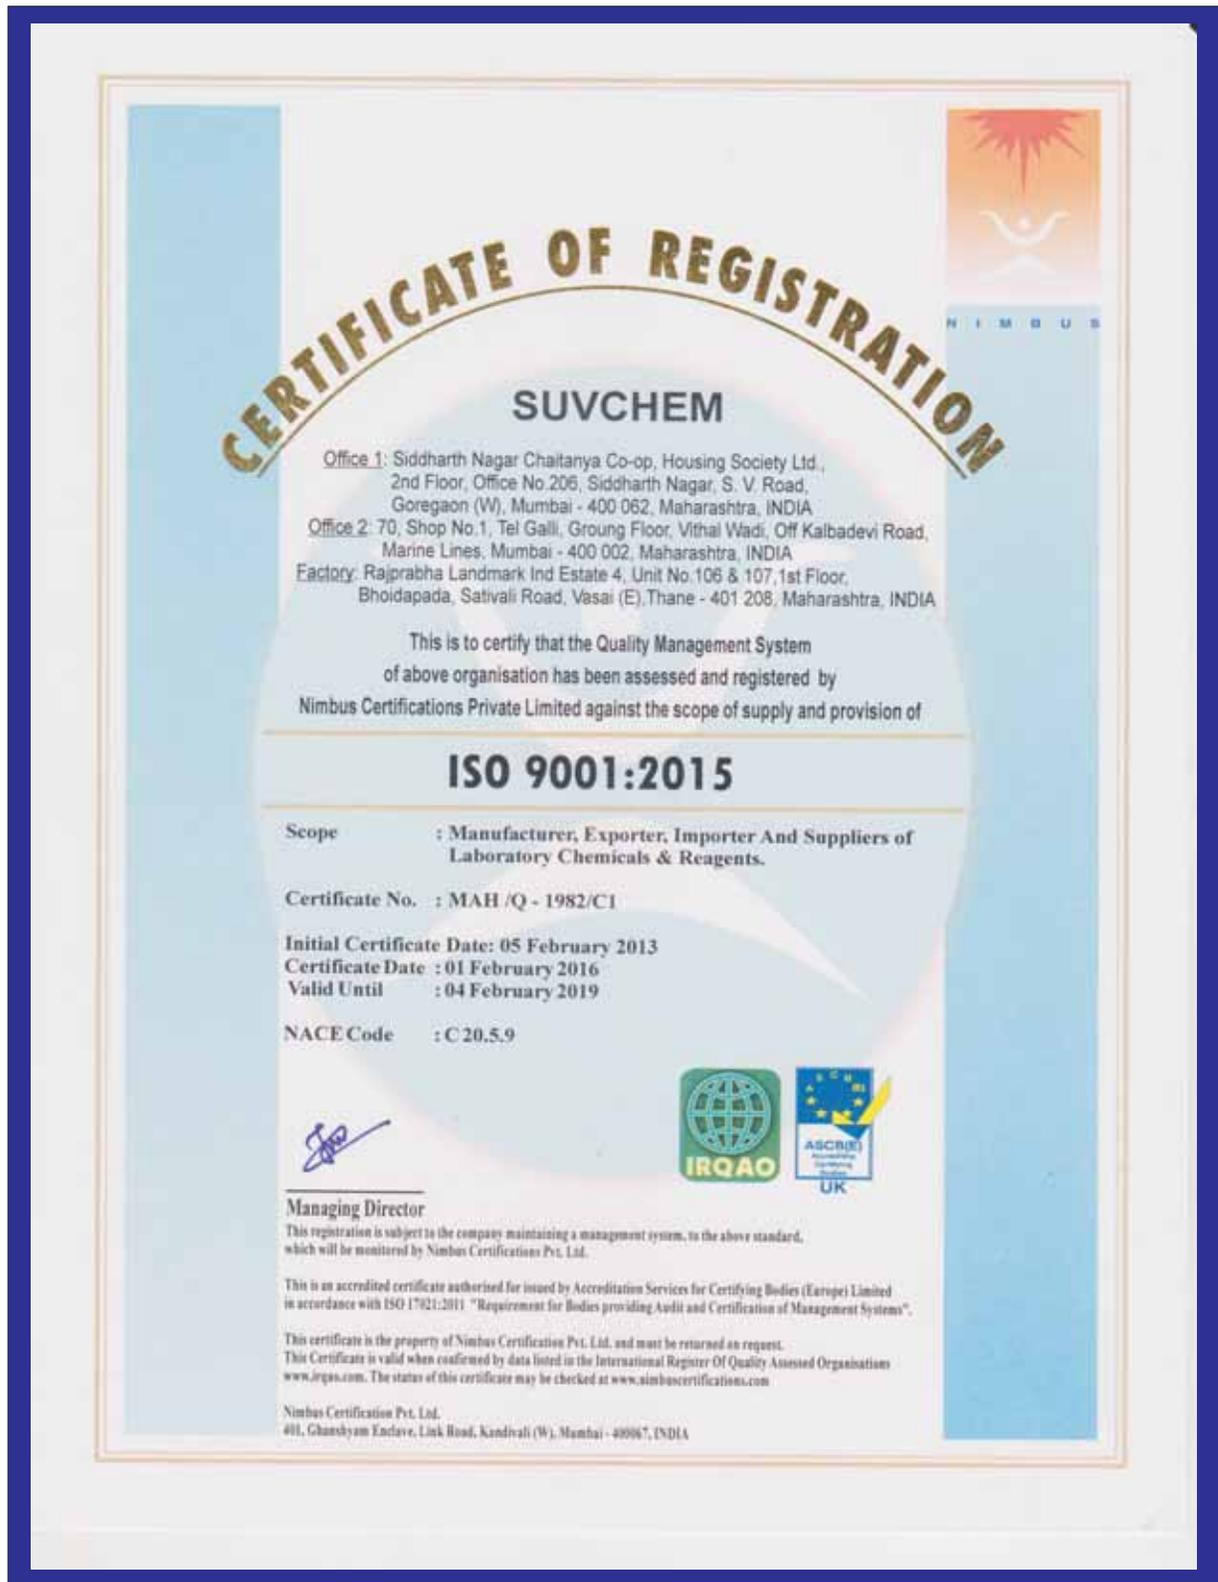 CERTIFICATE OF REGISTRATION
NIMBUS
SUVCHEM
Office 1: Siddharth Nagar Chaitanya Co-op, Housing Society Ltd.,
2nd Floor, Office No.206, Siddharth Nagar, S. V. Road,
Goregaon (W), Mumbai - 400 062, Maharashtra, INDIA
Office 2: 70, Shop No.1, Tel Galli, Groung Floor, Vithal Wadi, Off Kalbadevi Road,
Marine Lines, Mumbai - 400 002, Maharashtra, INDIA
Factory: Rajprabha Landmark Ind Estate 4, Unit No.106 & 107,1st Floor,
Bhoidapada, Sativali Road, Vasai (E),Thane - 401 208, Maharashtra, INDIA
This is to certify that the Quality Management System
of above organisation has been assessed and registered by
Nimbus Certifications Private Limited against the scope of supply and provision of
ISO 9001:2015
Scope : Manufacturer, Exporter, Importer And Suppliers of
Laboratory Chemicals & Reagents.
Certificate No. : MAH /Q - 1982/C1
Initial Certificate Date: 05 February 2013
Certificate Date : 01 February 2016
Valid Until : 04 February 2019
NACE Code : C 20.5.9
IRQAO
ASCB(E)
Accrediting
Certifying
Bodies
UK
Managing Director
This registration is subject to the company maintaining a management system, to the above standard,
which will be monitored by Nimbus Certifications Pvt. Ltd.
This is an accredited certificate authorised for issued by Accreditation Services for Certifying Bodies (Europe) Limited
in accordance with ISO 17021:2011 "Requirement for Bodies providing Audit and Certification of Management Systems".
This certificate is the property of Nimbus Certification Pvt. Ltd. and must be returned on request.
This Certificate is valid when confirmed by data listed in the International Register Of Quality Assessed Organisations
www.irqao.com. The status of this certificate may be checked at www.nimbuscertifications.com
Nimbus Certification Pvt. Ltd.
401, Ghanshyam Enclave, Link Road, Kandivali (W), Mumbai - 400067, INDIA